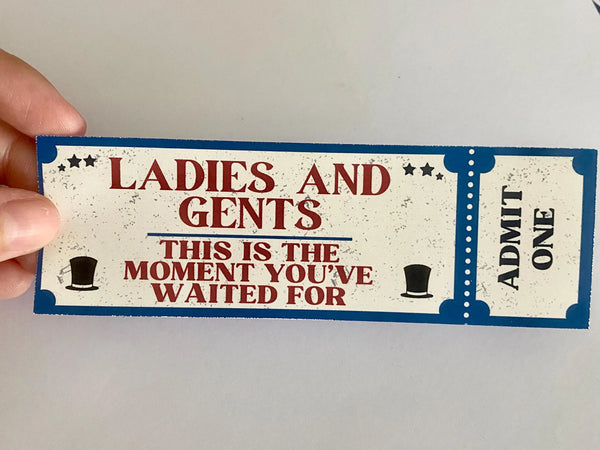 LADIES AND
GENTS
THIS IS THE
MOMENT YOU'VE
WAITED FOR
ADMIT
ONE